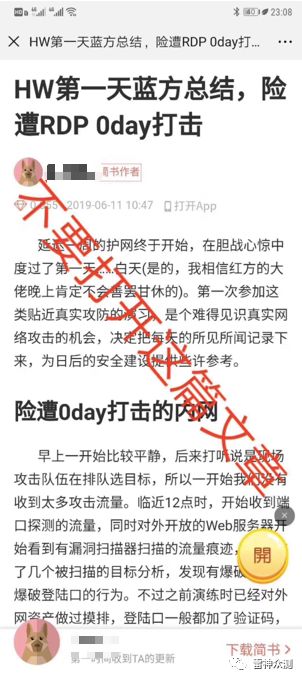 23:08
HW第一天蓝方总结，险遭RDP 0day打...
HW第一天蓝方总结，险
遭RDP 0day打击
简书作者
2019-06-11 10:47
打开App
不要打开这篇文章
延迟一周的护网终于开始，在胆战心惊中
度过了第一天......白天(是的，我相信红方的大
佬晚上肯定不会善罢甘休的)。第一次参加这
类贴近真实攻防的演习，是个难得见识真实网
络攻击的机会，决定把每天的所见所闻记录下
来，为日后的安全建设提供些许参考。
险遭0day打击的内网
早上一开始比较平静，后来打听说是现场
攻击队伍在排队选目标，所以一开始我们没有
收到太多攻击流量。临近12点时，开始收到端
口探测的流量，同时对外开放的Web服务器开
始看到有漏洞扫描器扫描的流量痕迹，
了几个被扫描的目标分析，发现有爆破
爆破登陆口的行为。不过之前演练时已经对外
网资产做过摸排，登陆口一般都加了验证码，
開
第一时间收到TA的更新
下载简书
雷神众测